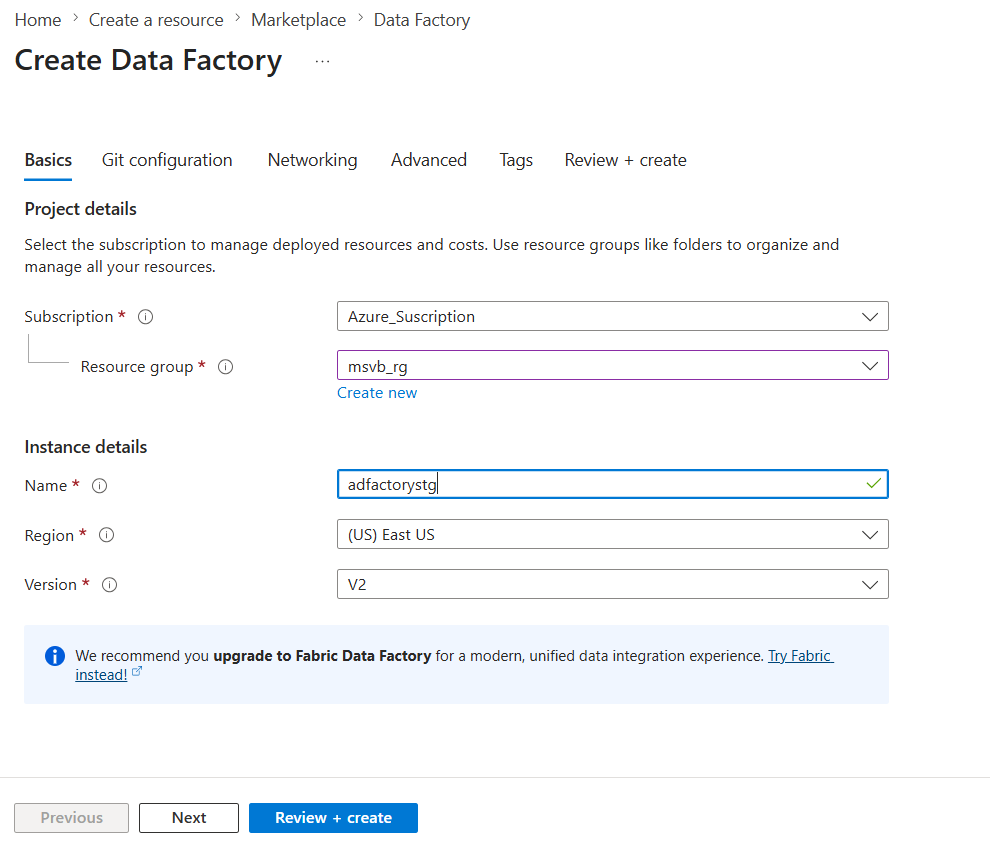 Home > Create a resource > Marketplace > Data Factory
Create Data Factory ...
Basics Git configuration Networking Advanced Tags Review + create
Project details
Select the subscription to manage deployed resources and costs. Use resource groups like folders to organize and
manage all your resources.
Subscription * Azure_Suscription
Resource group * msvb_rg
Create new
Instance details
Name * adfactorystg
Region * (US) East US
Version * V2
We recommend you upgrade to Fabric Data Factory for a modern, unified data integration experience. Try Fabric
instead!
Previous Next Review + create